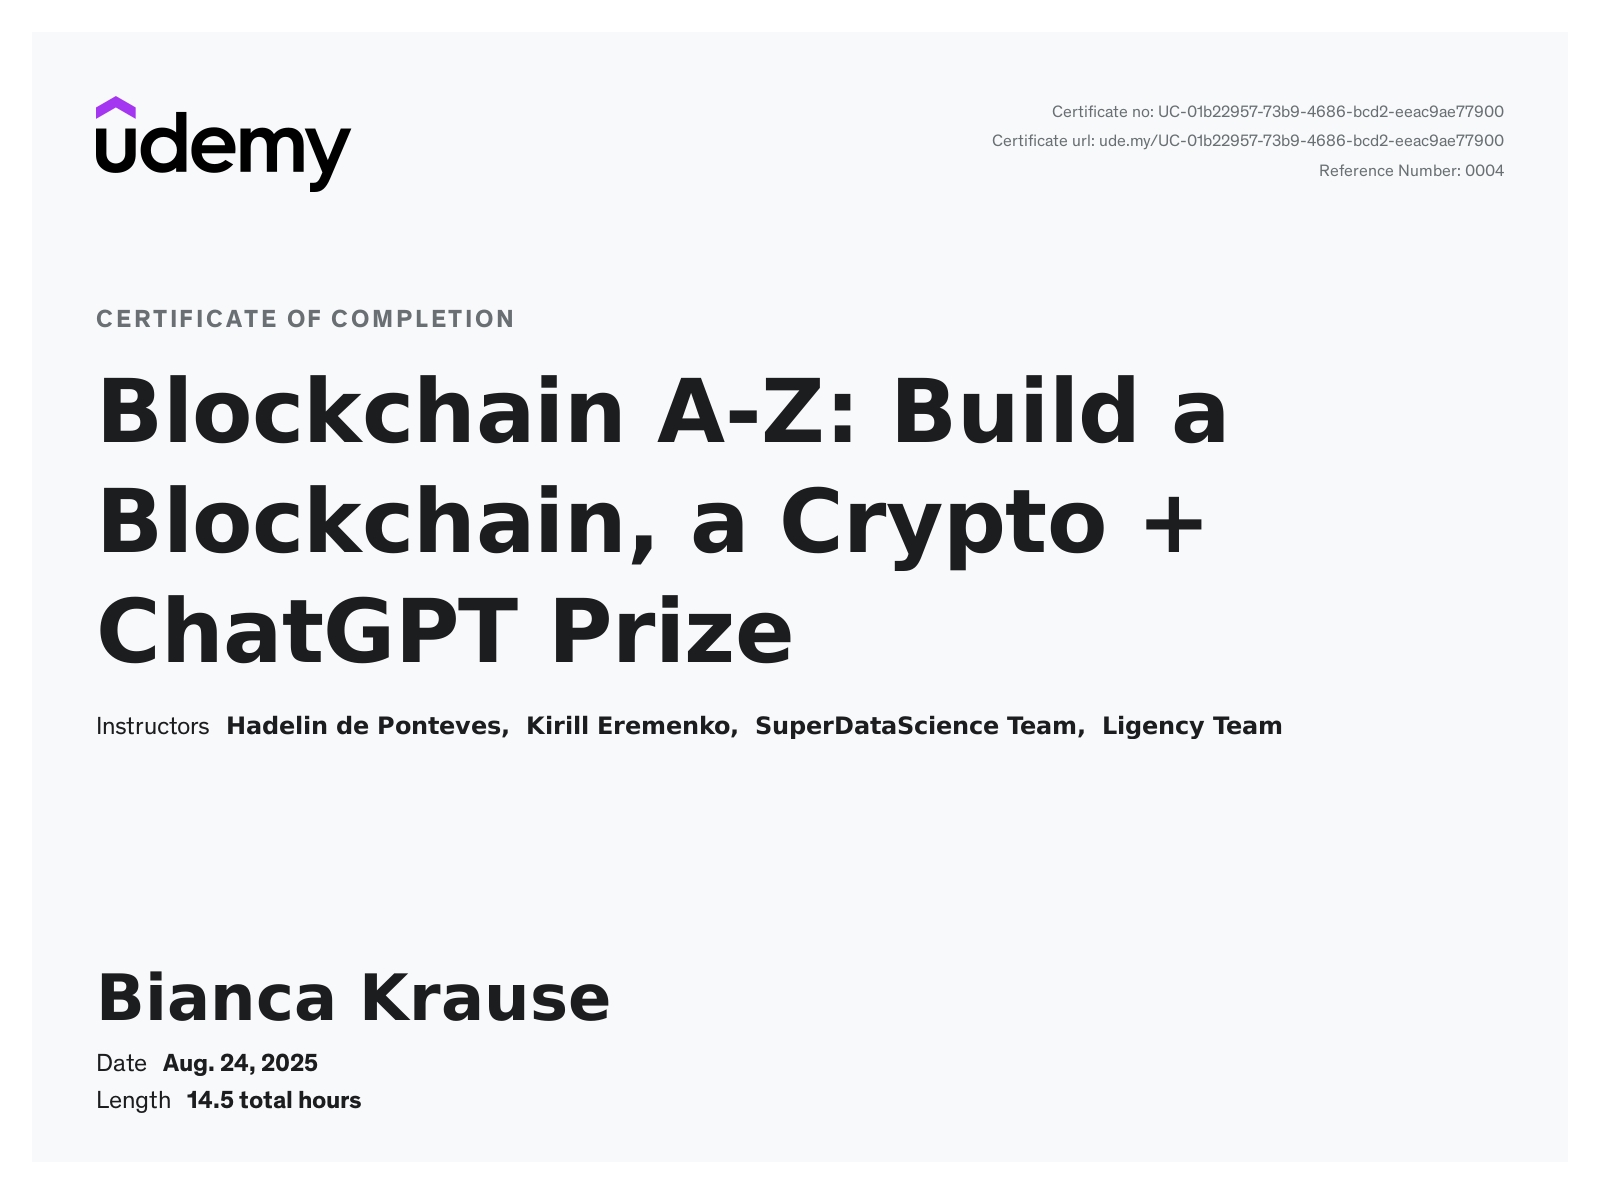 udemy
Certificate no: UC-01b22957-73b9-4686-bcd2-eeac9ae77900
Certificate url: ude.my/UC-01b22957-73b9-4686-bcd2-eeac9ae77900
Reference Number: 0004
CERTIFICATE OF COMPLETION
Blockchain A-Z: Build a
Blockchain, a Crypto +
ChatGPT Prize
Instructors Hadelin de Ponteves, Kirill Eremenko, SuperDataScience Team, Ligency Team
Bianca Krause
Date Aug. 24, 2025
Length 14.5 total hours